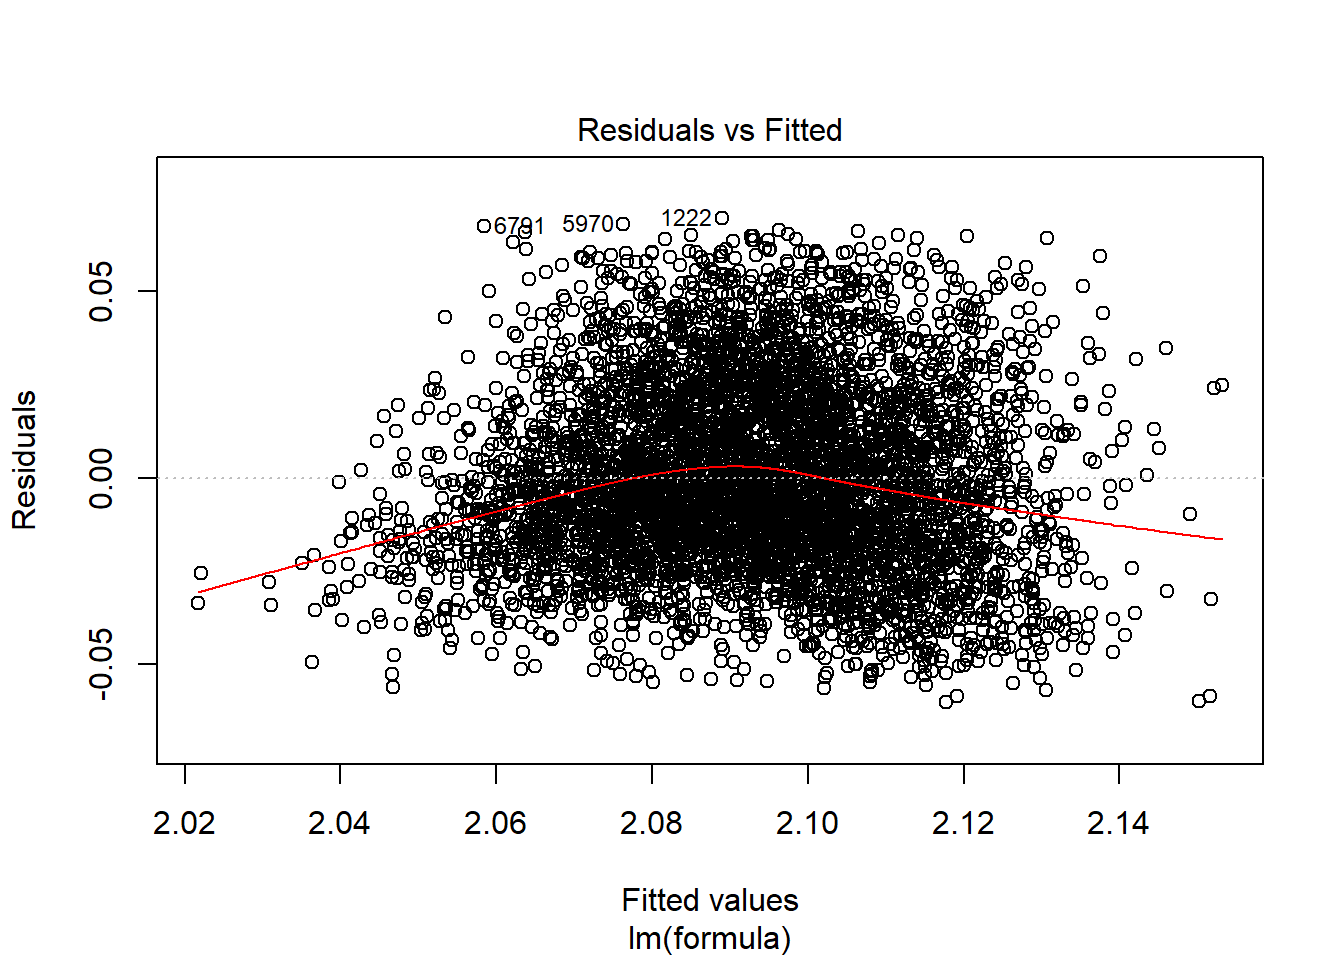 Residuals vs Fitted
6791
5970
1222
Residuals
0.05
0.00
-0.05
2.02 2.04 2.06 2.08 2.10 2.12 2.14
Fitted values
lm(formula)